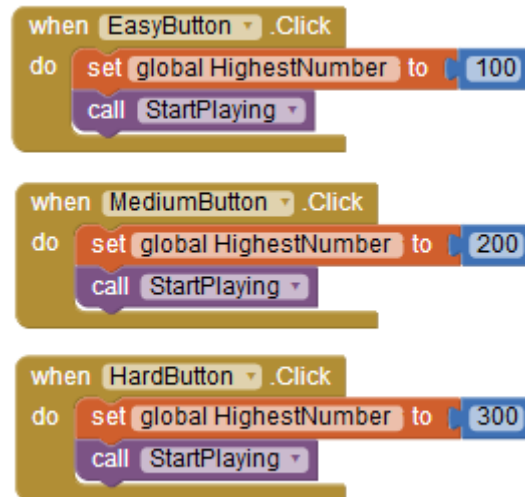 when EasyButton .Click
do set global HighestNumber to 100
call StartPlaying
when MediumButton .Click
do set global HighestNumber to 200
call StartPlaying
when HardButton .Click
do set global HighestNumber to 300
call StartPlaying